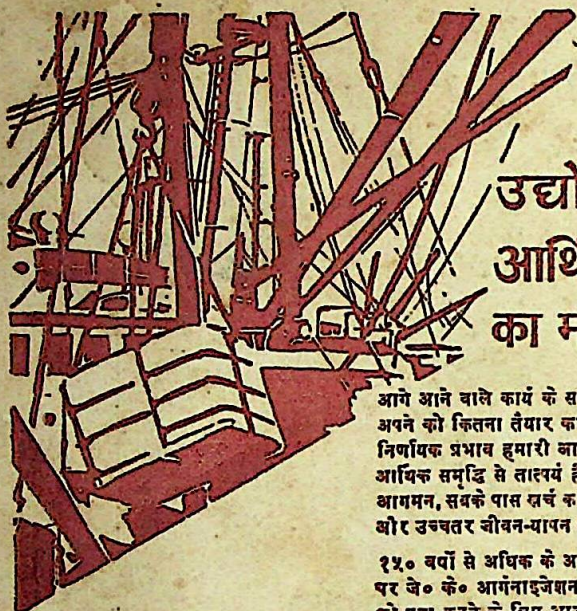 उद्यो
आर्थि
का म
आगे आने वाले कार्य के स
अपने को कितना तैयार क
निर्णायक प्रभाव हमारी आ
आर्थिक समृद्धि से तात्पर्य है
आगमन, सबके पास खर्च क
और उच्चतर जीवन-यापन
१५० वर्षों से अधिक के अ
पर जे० के० आर्गनाइजेशन